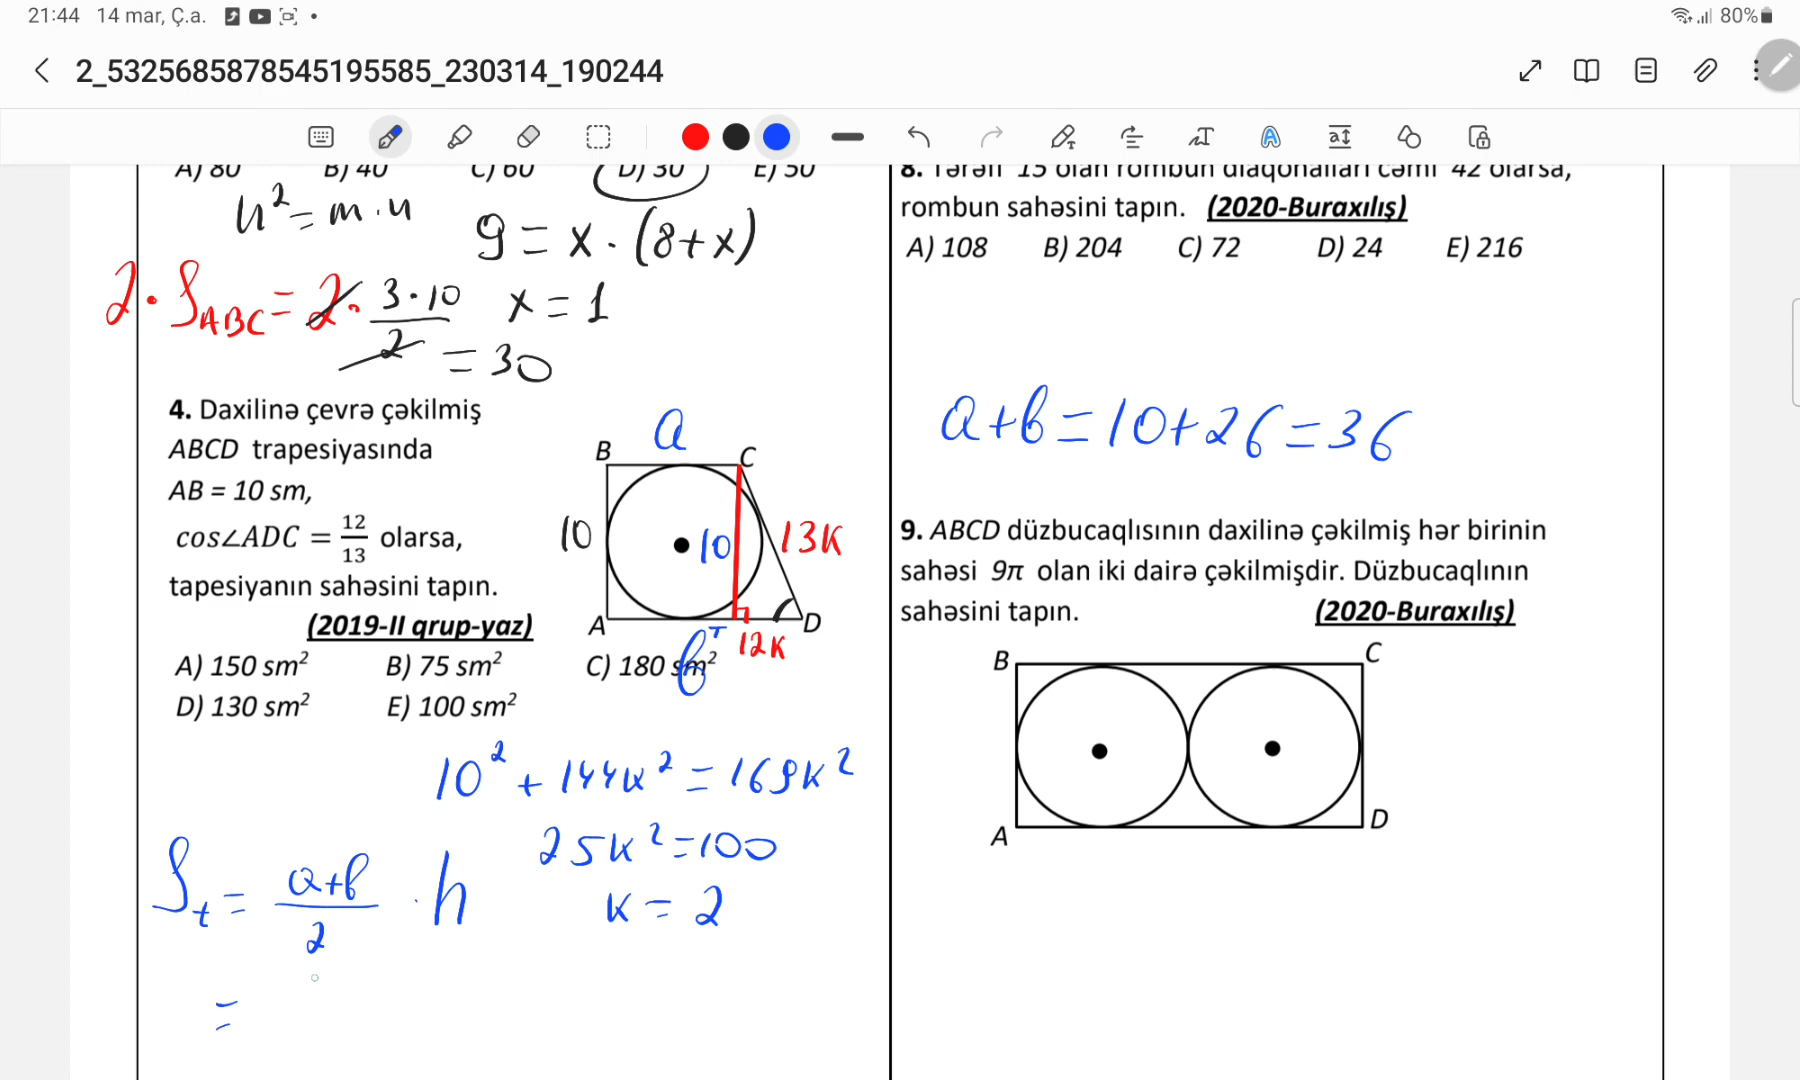 21:44 14 mar, Ç.a. 80%
2_5325685878545195585_230314_190244
A) 80 B) 40 C) 60 D) 30 E) 50
h² = m · n
9 = x · (8+x)
2 · S_ABC = 2 · 3·10/2 = 30
x = 1
4. Daxilinə çevrə çəkilmiş
ABCD trapesiyasında
AB = 10 sm,
cos∠ADC = 12/13 olarsa,
tapesiyanın sahəsini tapın.
(2019-II qrup-yaz)
A) 150 sm² B) 75 sm² C) 180 sm²
D) 130 sm² E) 100 sm²
a
B C
10 10 13K
A T D
b 12K
10² + 144K² = 169K²
25K² = 100
K = 2
S_t = a+b/2 · h
=
8. Tərəfi 15 olan rombun diaqonalları cəmi 42 olarsa,
rombun sahəsini tapın. (2020-Buraxılış)
A) 108 B) 204 C) 72 D) 24 E) 216
a+b = 10+26 = 36
9. ABCD düzbucaqlısının daxilinə çəkilmiş hər birinin
sahəsi 9π olan iki dairə çəkilmişdir. Düzbucaqlının
sahəsini tapın. (2020-Buraxılış)
B C
A D